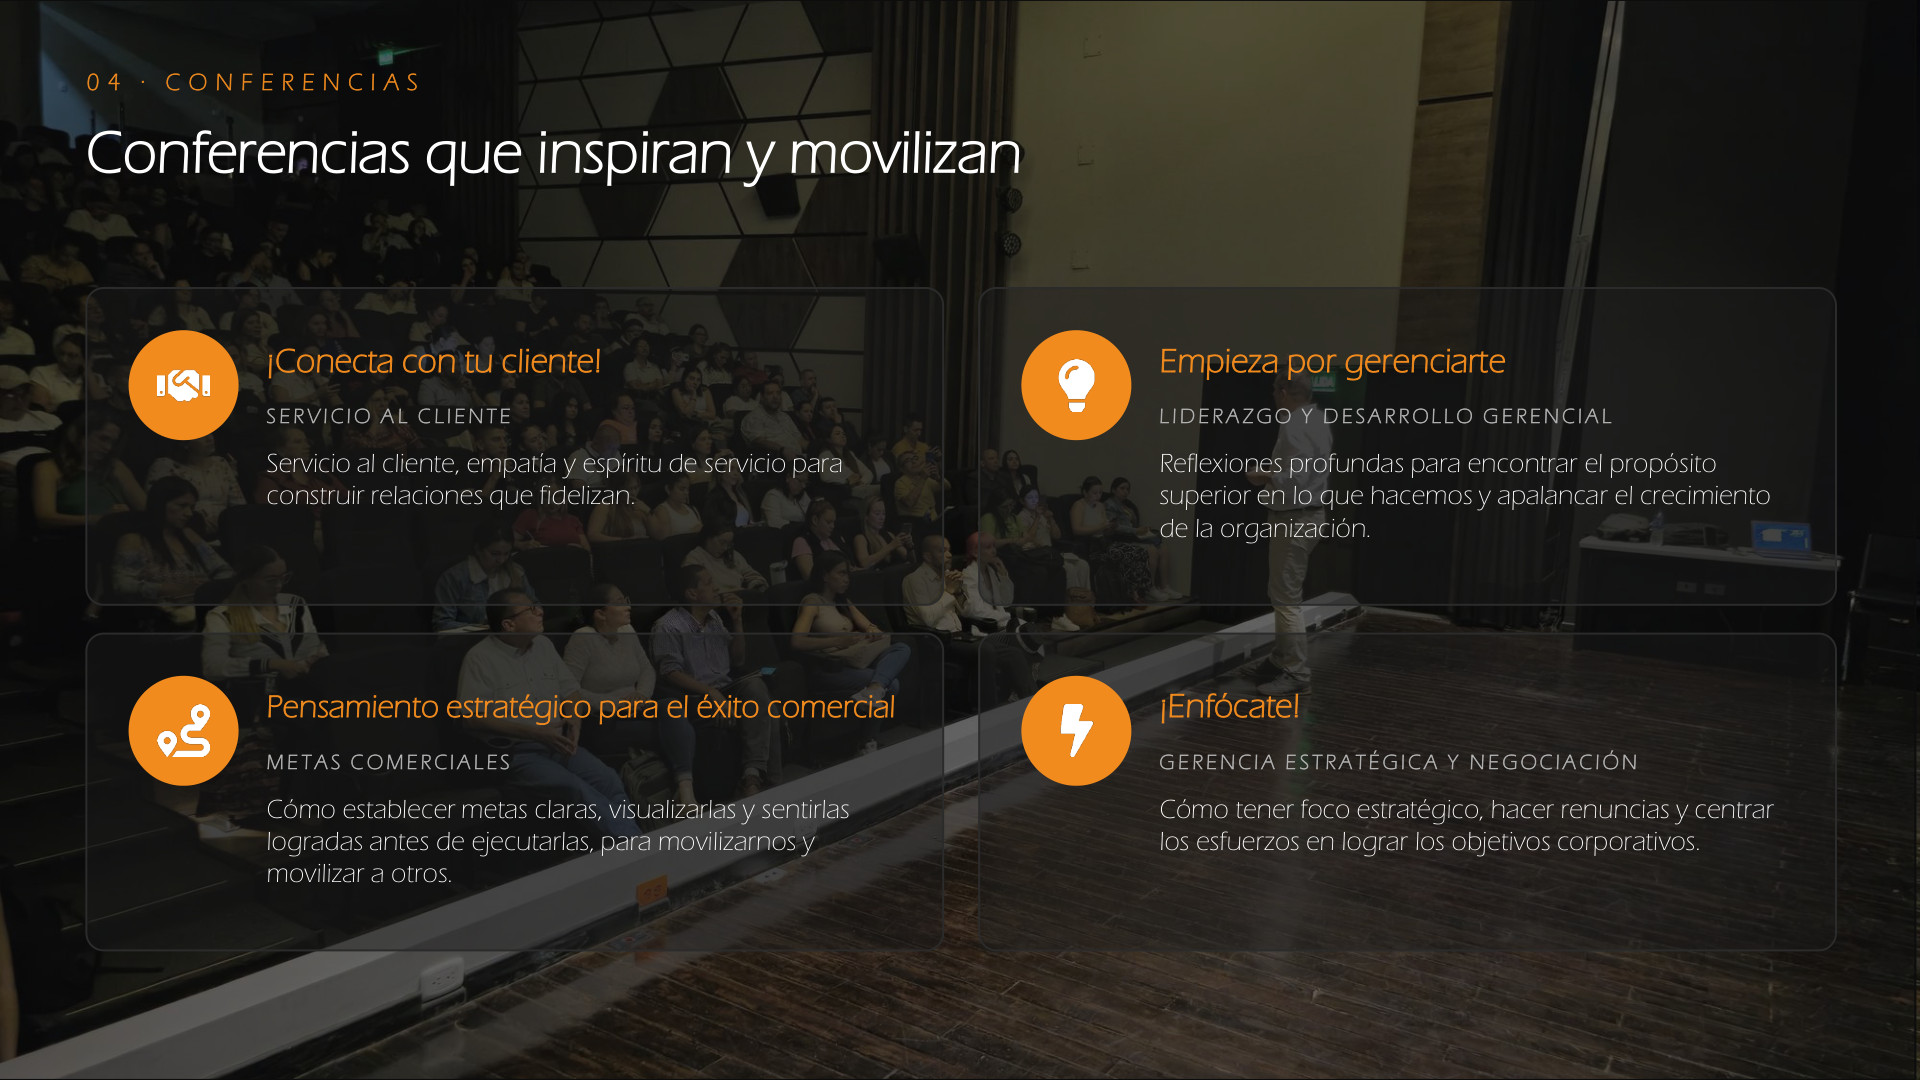 04 · CONFERENCIAS
Conferencias que inspiran y movilizan
¡Conecta con tu cliente!
SERVICIO AL CLIENTE
Servicio al cliente, empatía y espíritu de servicio para
construir relaciones que fidelizan.
Empieza por gerenciarte
LIDERAZGO Y DESARROLLO GERENCIAL
Reflexiones profundas para encontrar el propósito
superior en lo que hacemos y apalancar el crecimiento
de la organización.
Pensamiento estratégico para el éxito comercial
METAS COMERCIALES
Cómo establecer metas claras, visualizarlas y sentirlas
logradas antes de ejecutarlas, para movilizarnos y
movilizar a otros.
¡Enfócate!
GERENCIA ESTRATÉGICA Y NEGOCIACIÓN
Cómo tener foco estratégico, hacer renuncias y centrar
los esfuerzos en lograr los objetivos corporativos.